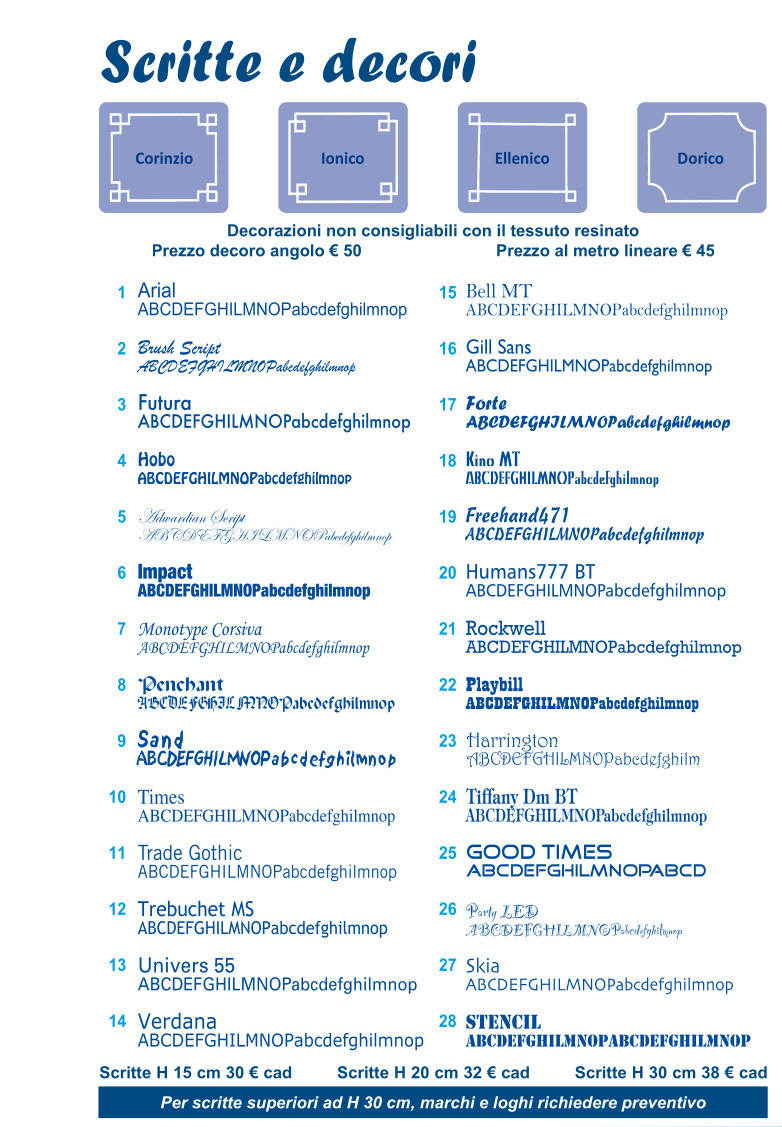 Scritte e decori
Corinzio
Ionico
Ellenico
Dorico
Decorazioni non consigliabili con il tessuto resinato
Prezzo decoro angolo € 50
Prezzo al metro lineare € 45
1 Arial
ABCDEFGHILMNOPabcdefghilmnop
2 Brush Script
ABCDEFGHILMNOPabcdefghilmnop
3 Futura
ABCDEFGHILMNOPabcdefghilmnop
4 Hobo
ABCDEFGHILMNOPabcdefghilmnop
5 Adwardian Script
ABCDEFGHILMNOPabcdefghilmnop
6 Impact
ABCDEFGHILMNOPabcdefghilmnop
7 Monotype Corsiva
ABCDEFGHILMNOPabcdefghilmnop
8 Penchant
ABCDEFGHILMNOPabcdefghilmnop
9 Sand
ABCDEFGHILMNOPabcdefghilmnop
10 Times
ABCDEFGHILMNOPabcdefghilmnop
11 Trade Gothic
ABCDEFGHILMNOPabcdefghilmnop
12 Trebuchet MS
ABCDEFGHILMNOPabcdefghilmnop
13 Univers 55
ABCDEFGHILMNOPabcdefghilmnop
14 Verdana
ABCDEFGHILMNOPabcdefghilmnop
15 Bell MT
ABCDEFGHILMNOPabcdefghilmnop
16 Gill Sans
ABCDEFGHILMNOPabcdefghilmnop
17 Forte
ABCDEFGHILMNOPabcdefghilmnop
18 Kino MT
ABCDEFGHILMNOPabcdefghilmnop
19 Freehand471
ABCDEFGHILMNOPabcdefghilmnop
20 Humans777 BT
ABCDEFGHILMNOPabcdefghilmnop
21 Rockwell
ABCDEFGHILMNOPabcdefghilmnop
22 Playbill
ABCDEFGHILMNOPabcdefghilmnop
23 Harrington
ABCDEFGHILMNOPabcdefghilm
24 Tiffany Dm BT
ABCDEFGHILMNOPabcdefghilmnop
25 GOOD TIMES
ABCDEFGHILMNOPABCD
26 Party LED
ABCDEFGHILMNOPabcdefghilmnop
27 Skia
ABCDEFGHILMNOPabcdefghilmnop
28 STENCIL
ABCDEFGHILMNOPABCDEFGHILMNOP
Scritte H 15 cm 30 € cad
Scritte H 20 cm 32 € cad
Scritte H 30 cm 38 € cad
Per scritte superiori ad H 30 cm, marchi e loghi richiedere preventivo